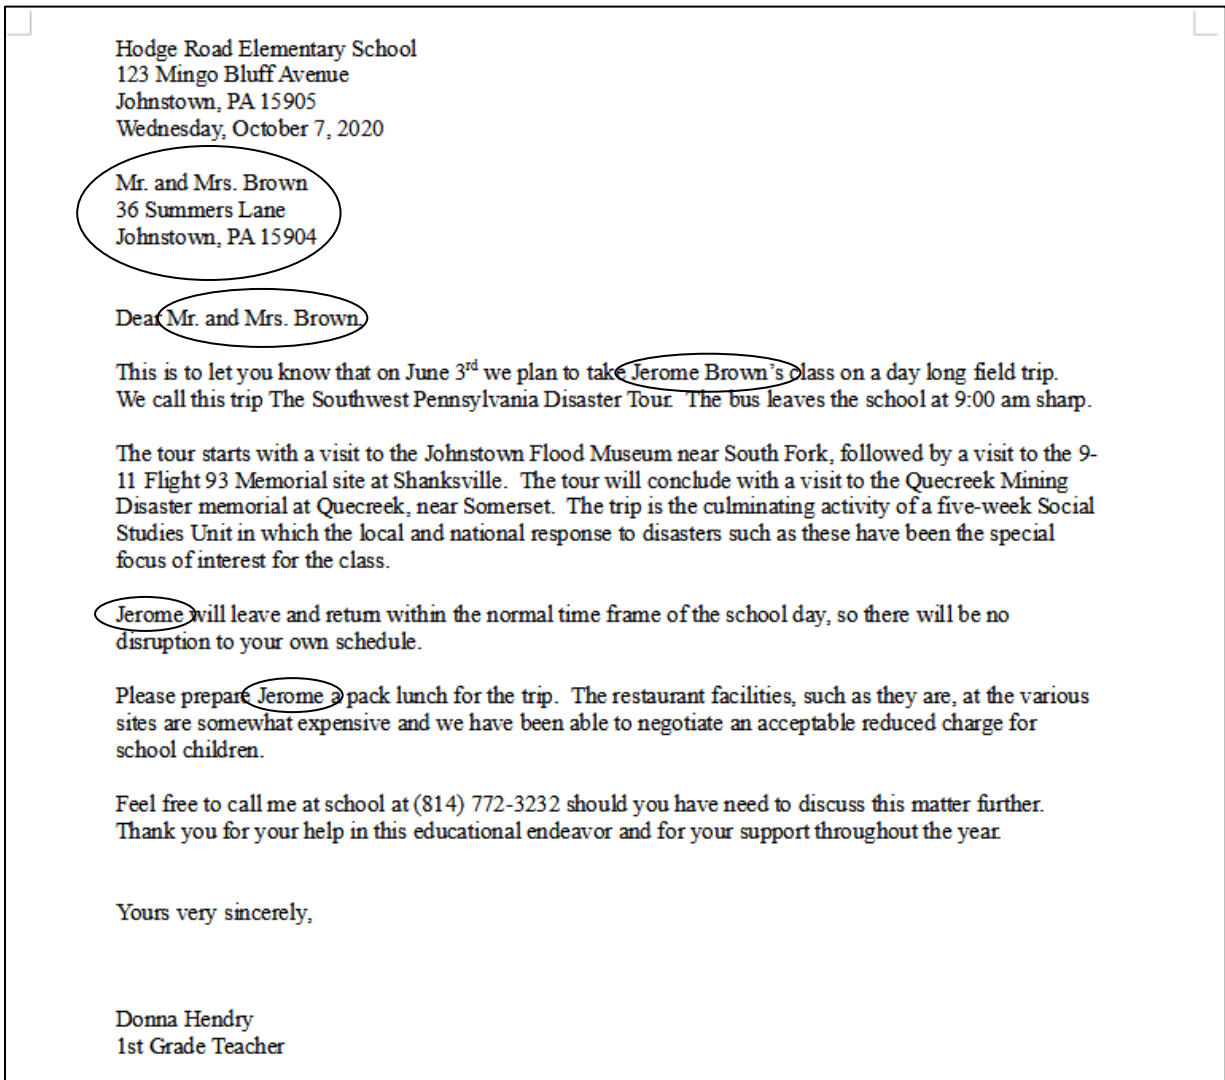 Hodge Road Elementary School
123 Mingo Bluff Avenue
Johnstown, PA 15905
Wednesday, October 7, 2020
Mr. and Mrs. Brown
36 Summers Lane
Johnstown, PA 15904
Dear Mr. and Mrs. Brown,
This is to let you know that on June 3rd we plan to take Jerome Brown's class on a day long field trip.
We call this trip The Southwest Pennsylvania Disaster Tour.  The bus leaves the school at 9:00 am sharp.
The tour starts with a visit to the Johnstown Flood Museum near South Fork, followed by a visit to the 9-
11 Flight 93 Memorial site at Shanksville.  The tour will conclude with a visit to the Quecreek Mining
Disaster memorial at Quecreek, near Somerset.  The trip is the culminating activity of a five-week Social
Studies Unit in which the local and national response to disasters such as these have been the special
focus of interest for the class.
Jerome will leave and return within the normal time frame of the school day, so there will be no
disruption to your own schedule.
Please prepare Jerome a pack lunch for the trip.  The restaurant facilities, such as they are, at the various
sites are somewhat expensive and we have been able to negotiate an acceptable reduced charge for
school children.
Feel free to call me at school at (814) 772-3232 should you have need to discuss this matter further.
Thank you for your help in this educational endeavor and for your support throughout the year.
Yours very sincerely,
Donna Hendry
1st Grade Teacher